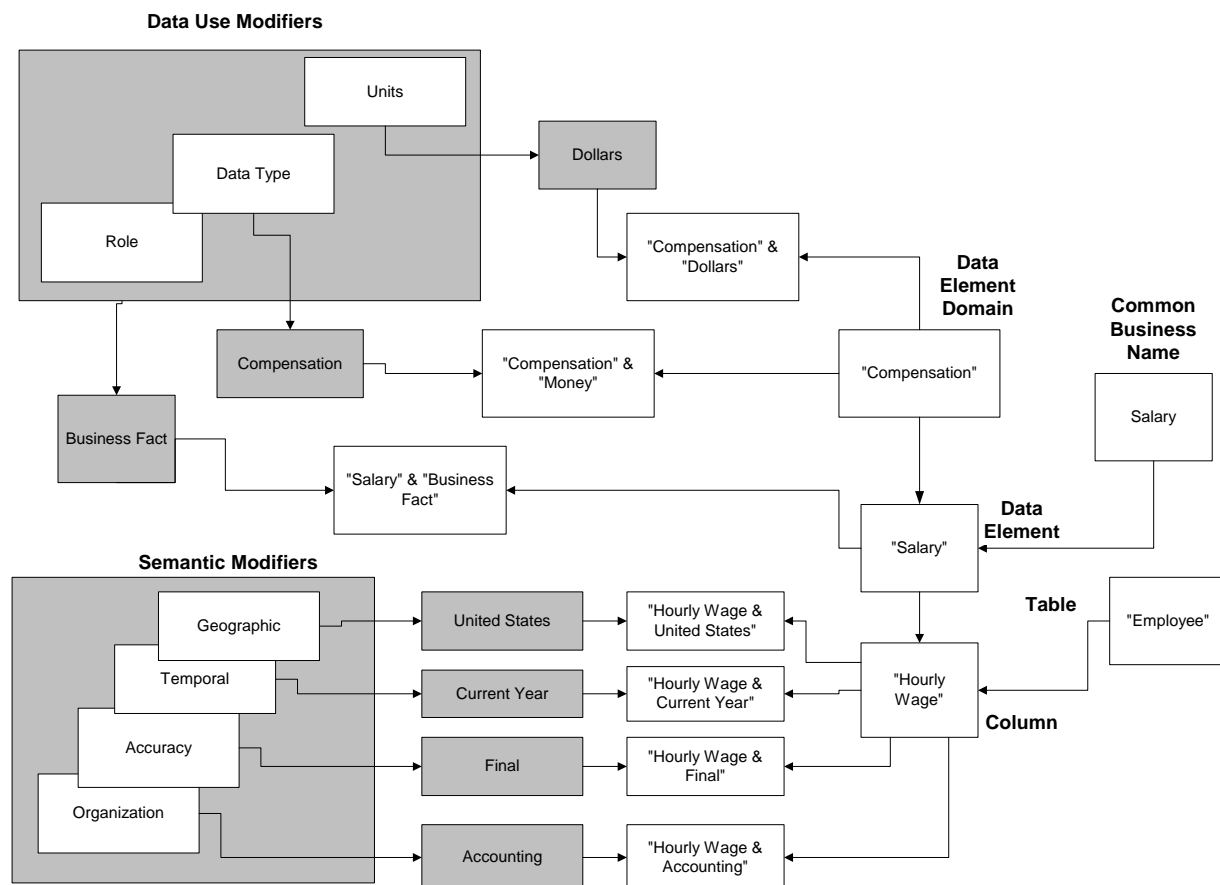 Data Use Modifiers
Units
Dollars
Data Type
Role
"Compensation" &
"Dollars"
Data
Element
Domain
Common
Business
Name
Compensation
"Compensation" &
"Money"
"Compensation"
Salary
Business Fact
"Salary" & "Business
Fact"
Data
Element
"Salary"
Semantic Modifiers
Geographic
United States
"Hourly Wage &
United States"
Table
"Employee"
Temporal
Current Year
"Hourly Wage &
Current Year"
"Hourly
Wage"
Column
Accuracy
Final
"Hourly Wage &
Final"
Organization
Accounting
"Hourly Wage &
Accounting"